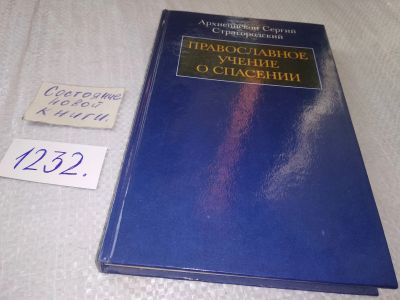 Архиепископ Сергий
Страгородский
ПРАВОСЛАВНОЕ
УЧЕНИЕ
О СПАСЕНИИ
Состояние
новой
книги.
1232.